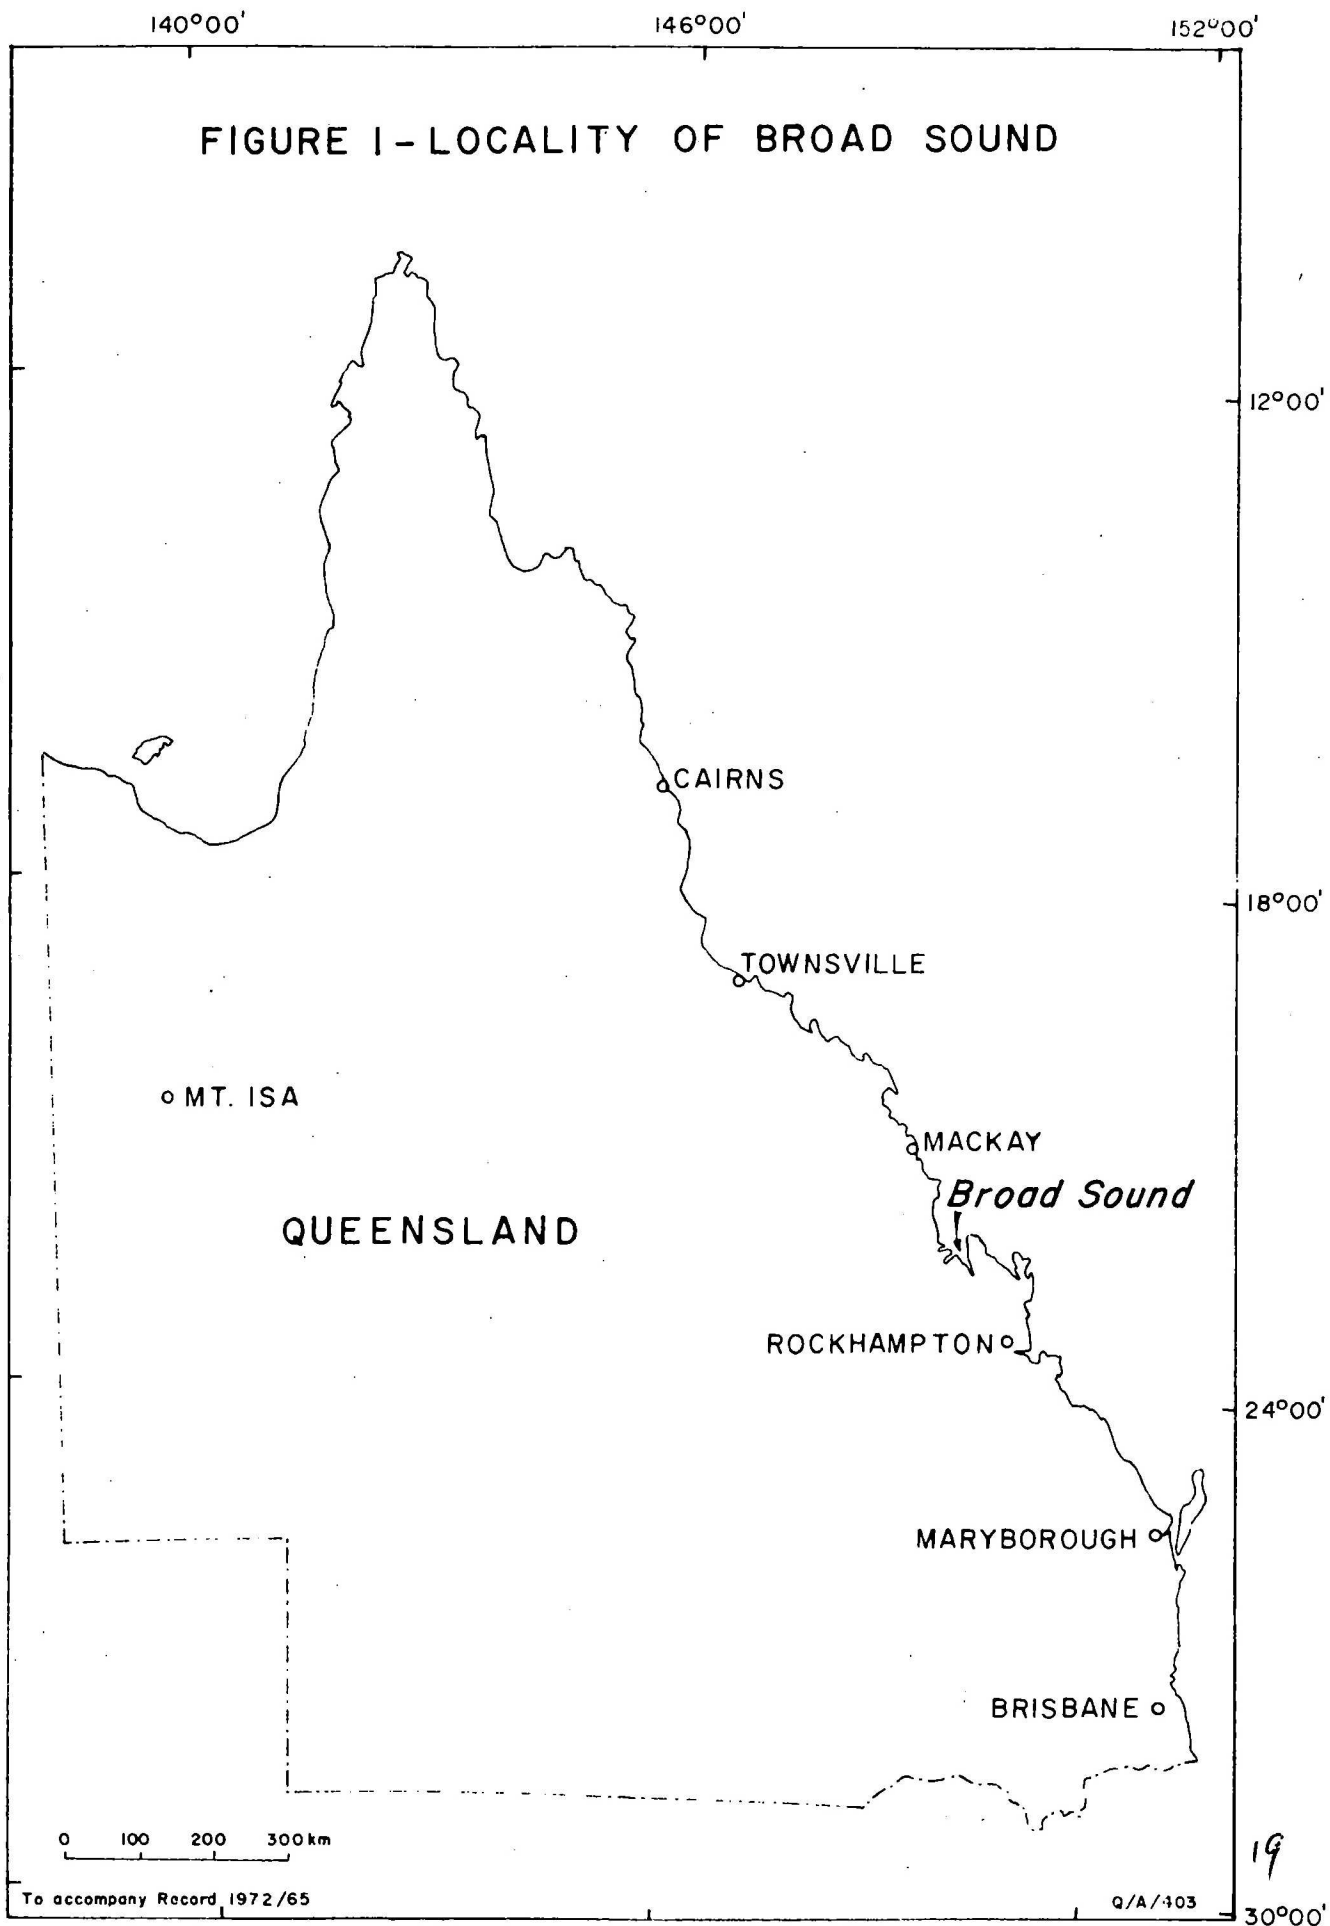 140°00' 146°00' 152°00'
FIGURE 1 - LOCALITY OF BROAD SOUND
12°00'
CAIRNS
18°00'
TOWNSVILLE
MT. ISA
MACKAY
Broad Sound
QUEENSLAND
ROCKHAMPTON
24°00'
MARYBOROUGH
BRISBANE
0 100 200 300 km
19
To accompany Record 1972/65
Q/A/403
30°00'